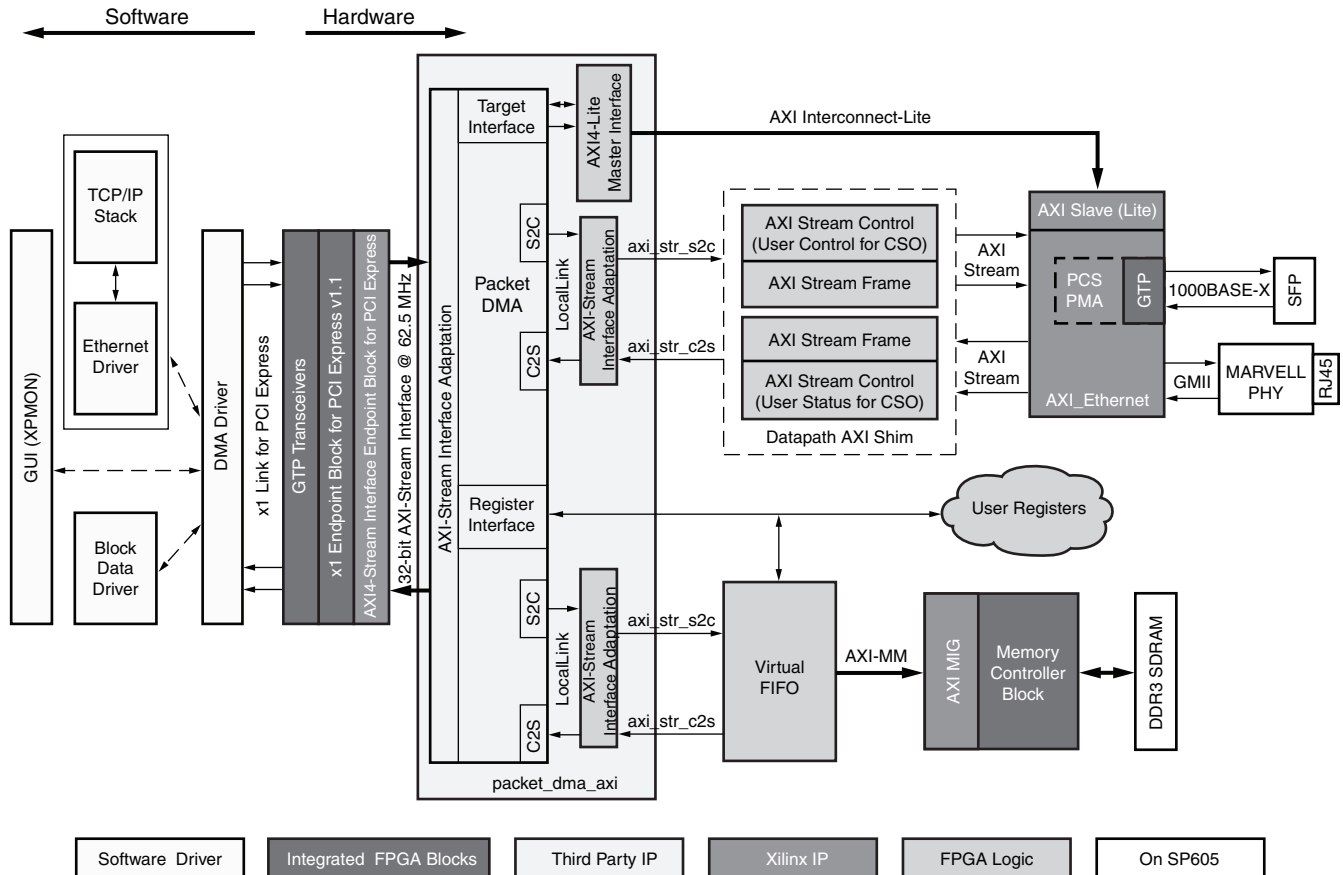 Software
Hardware
TCP/IP
Stack
Ethernet
Driver
GUI (XPMON)
Block
Data
Driver
DMA Driver
x1 Link for PCI Express
GTP Transceivers
x1 Endpoint Block for PCI Express v1.1
AXI4-Stream Interface Endpoint Block for PCI Express
32-bit AXI-Stream Interface @ 62.5 MHz
AXI-Stream Interface Adaptation
Target
Interface
AXI4-Lite
Master Interface
Packet
DMA
S2C
C2S
LocalLink
AXI-Stream
Interface Adaptation
Register
Interface
S2C
C2S
LocalLink
AXI-Stream
Interface Adaptation
packet_dma_axi
AXI Interconnect-Lite
axi_str_s2c
axi_str_c2s
AXI Stream Control
(User Control for CSO)
AXI Stream Frame
AXI Stream Frame
AXI Stream Control
(User Status for CSO)
Datapath AXI Shim
AXI
Stream
AXI
Stream
AXI Slave (Lite)
PCS
PMA
GTP
AXI_Ethernet
1000BASE-X
SFP
GMII
MARVELL
PHY
RJ45
User Registers
axi_str_s2c
axi_str_c2s
Virtual
FIFO
AXI-MM
AXI MIG
Memory
Controller
Block
DDR3 SDRAM
Software Driver
Integrated FPGA Blocks
Third Party IP
Xilinx IP
FPGA Logic
On SP605